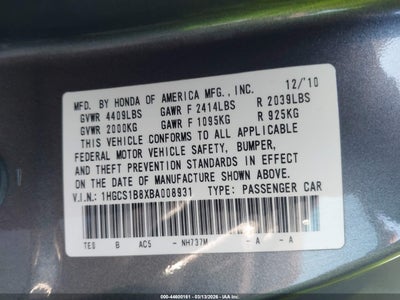 MFD. BY HONDA OF AMERICA MFG., INC. 12/'10
GVWR 4409LBS GAWR F 2414LBS R 2039LBS
GVWR 2000KG GAWR F 1095KG R 925KG
THIS VEHICLE CONFORMS TO ALL APPLICABLE
FEDERAL MOTOR VEHICLE SAFETY, BUMPER,
AND THEFT PREVENTION STANDARDS IN EFFECT
ON THE DATE OF MANUFACTURE SHOWN ABOVE.
V.I.N.: 1HGCS1B8XBA008931 TYPE: PASSENGER CAR
TE0 B AC5 - NH737M - A - A
000-44600161 | 03/13/2026 | IAA Inc.